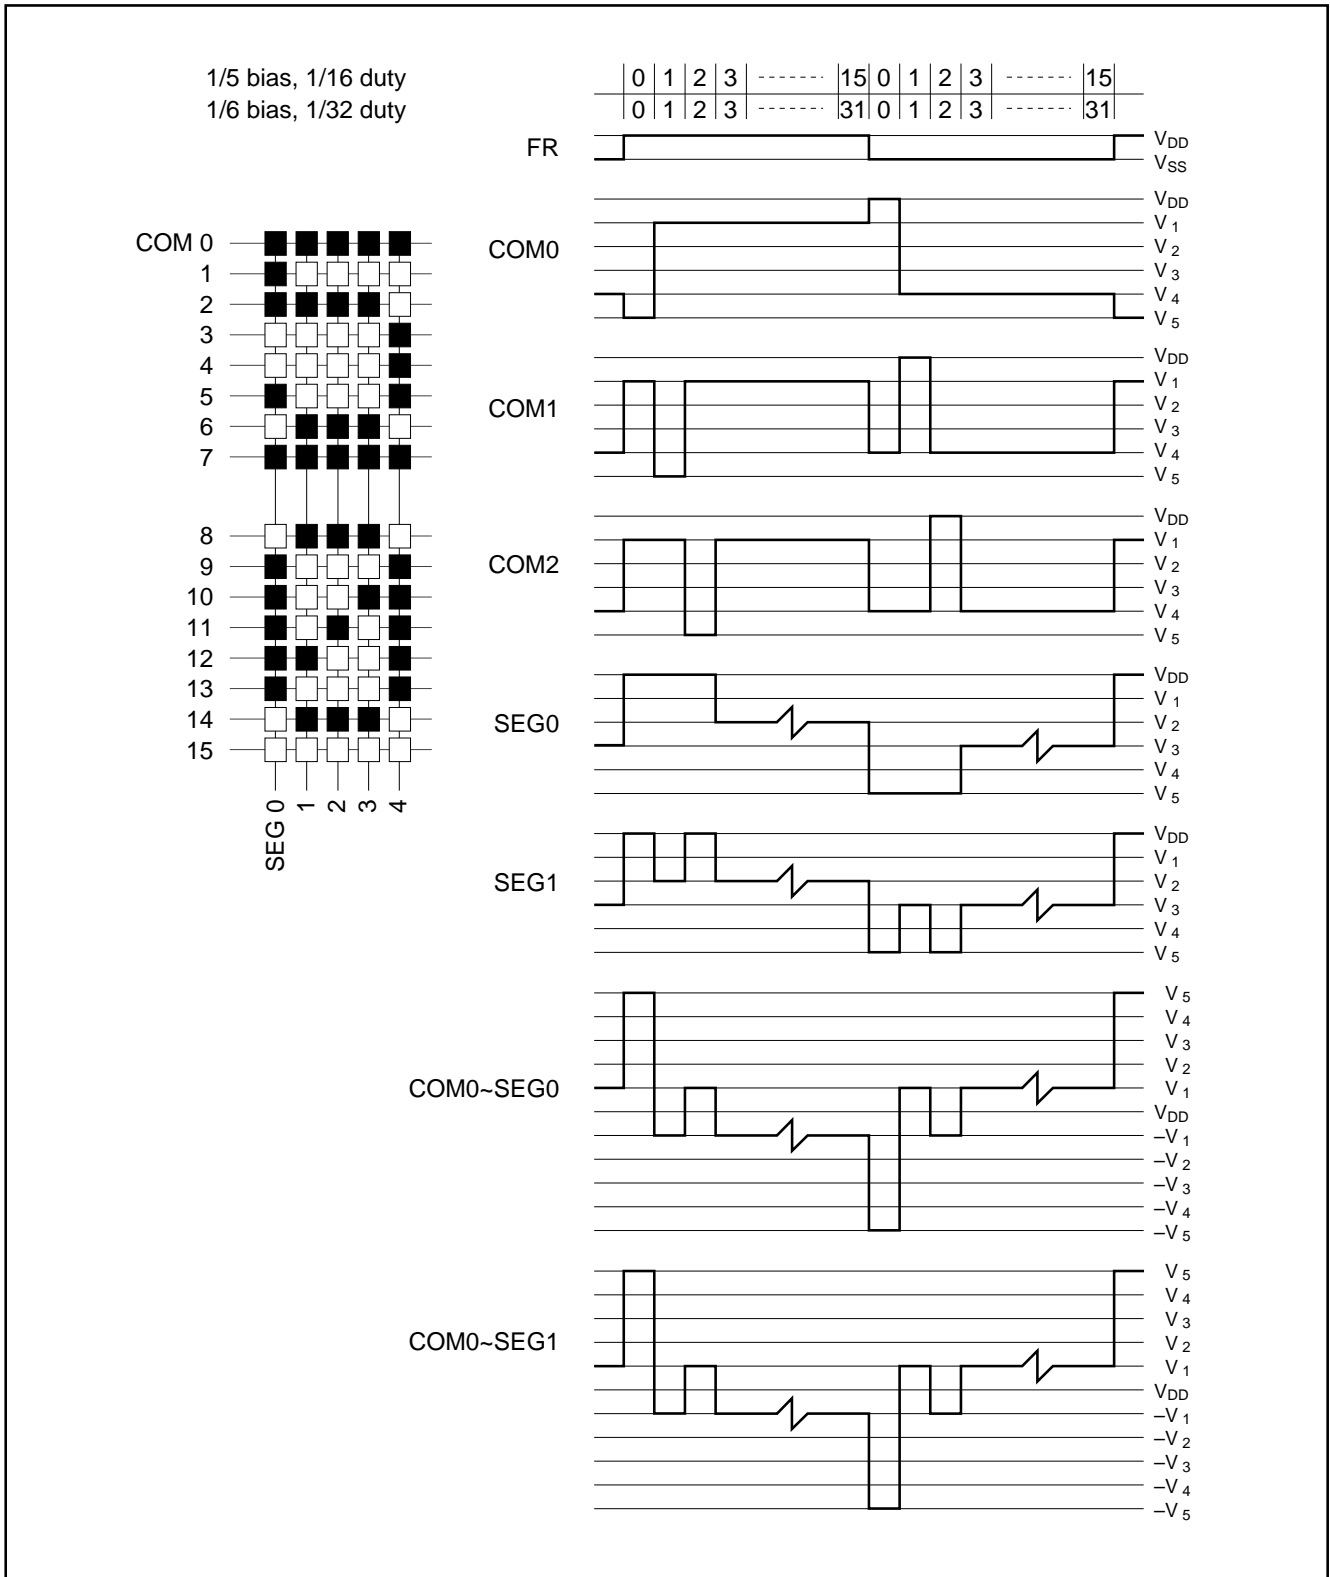 1/5 bias, 1/16 duty
0 1 2 3 15 0 1 2 3 15
1/6 bias, 1/32 duty
0 1 2 3 31 0 1 2 3 31
FR
VDD
VSS
COM 0
1
2
3
4
5
6
7
8
9
10
11
12
13
14
15
SEG 0
1
2
3
4
COM0
VDD
V1
V2
V3
V4
V5
COM1
VDD
V1
V2
V3
V4
V5
COM2
VDD
V1
V2
V3
V4
V5
SEG0
VDD
V1
V2
V3
V4
V5
SEG1
VDD
V1
V2
V3
V4
V5
COM0~SEG0
V5
V4
V3
V2
V1
VDD
–V1
–V2
–V3
–V4
–V5
COM0~SEG1
V5
V4
V3
V2
V1
VDD
–V1
–V2
–V3
–V4
–V5